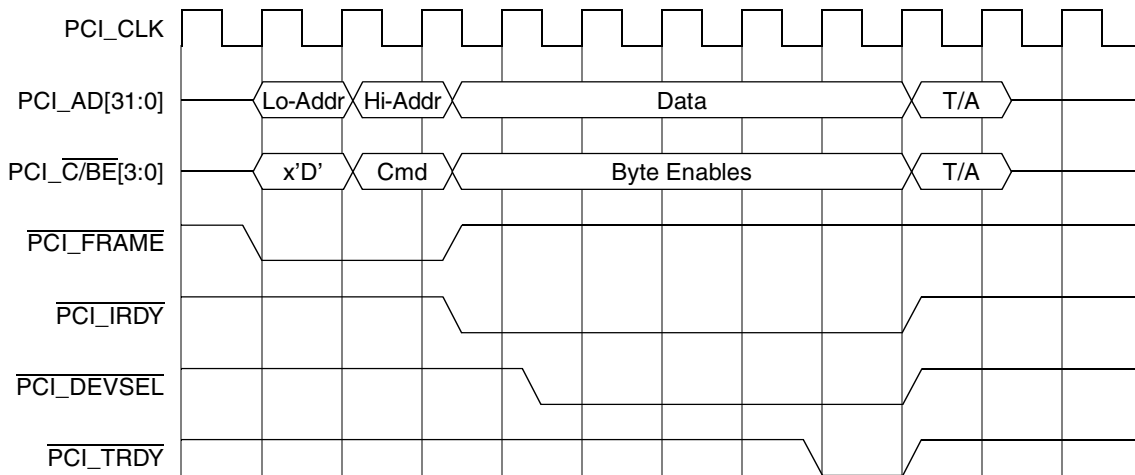 PCI_CLK
PCI_AD[31:0] Lo-Addr Hi-Addr Data T/A
PCI_C/BE[3:0] x'D' Cmd Byte Enables T/A
PCI_FRAME
PCI_IRDY
PCI_DEVSEL
PCI_TRDY